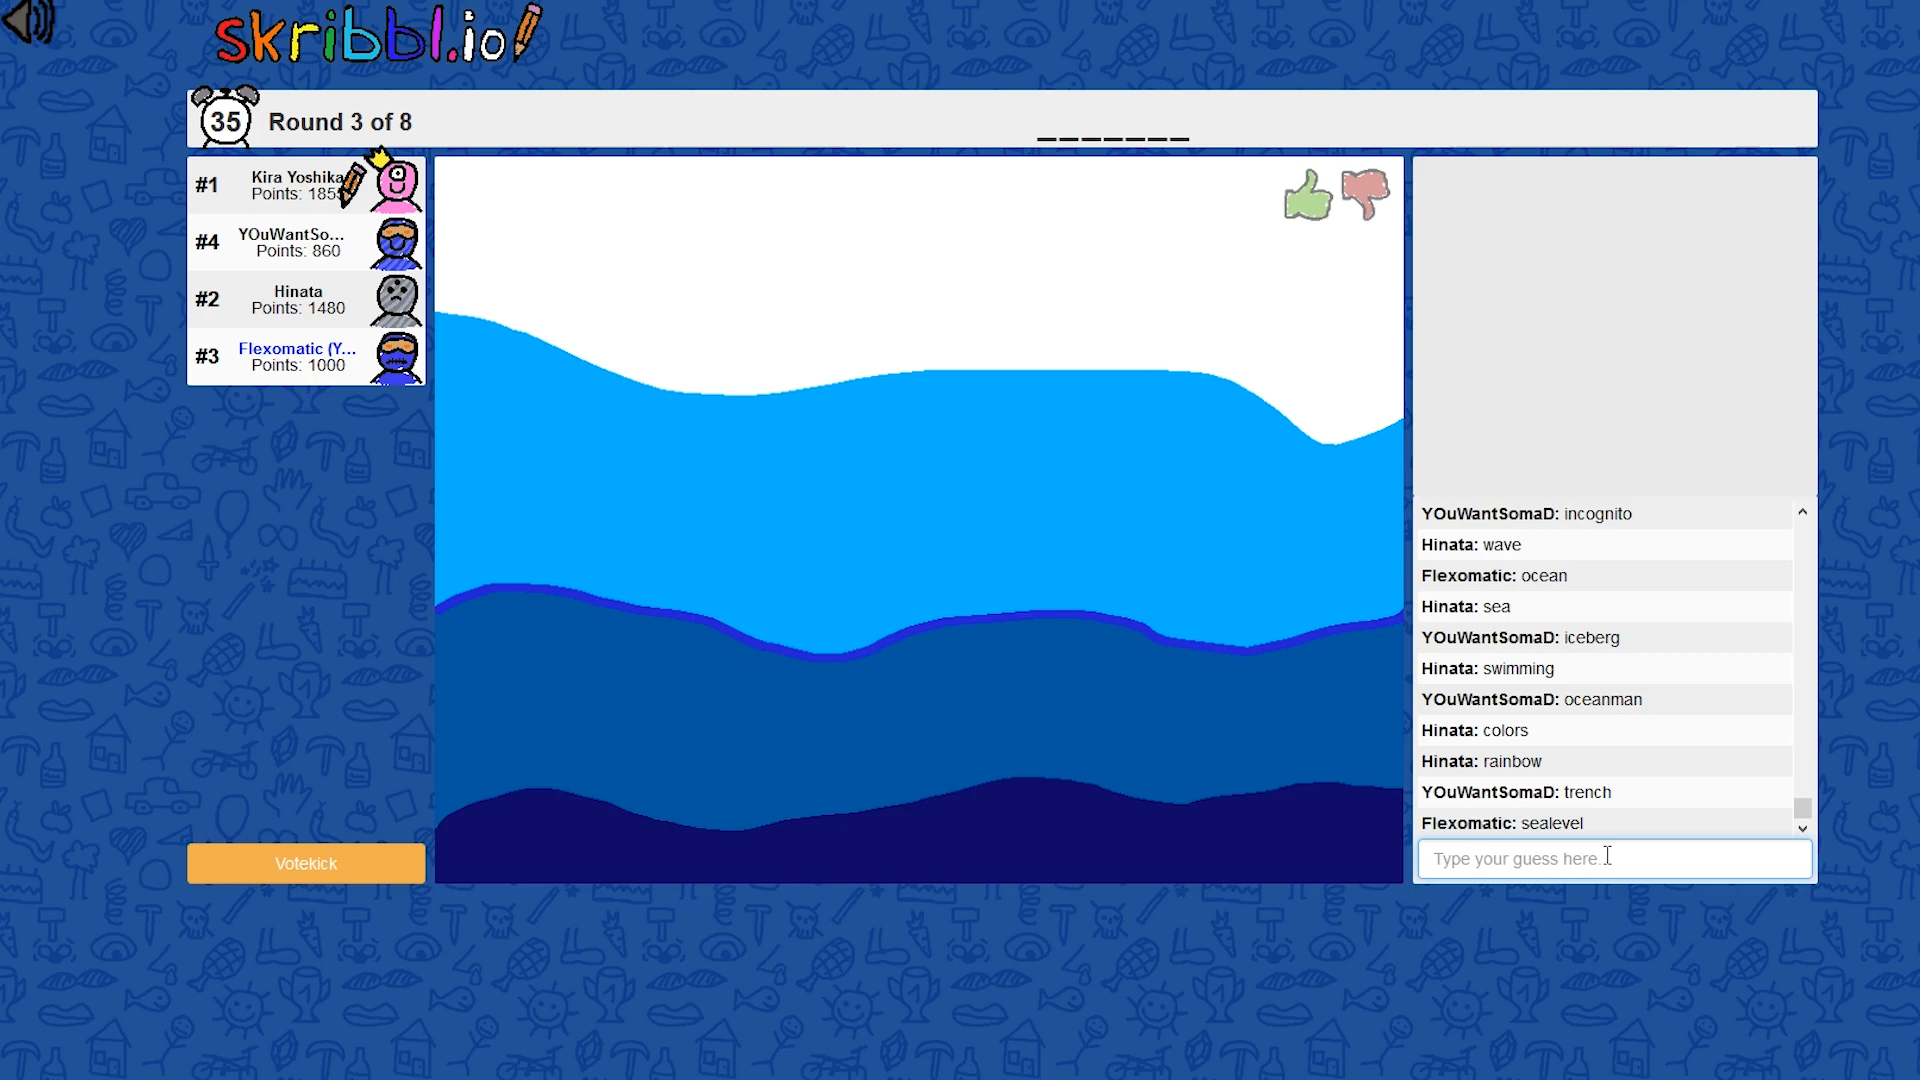 skribbl.io
35
Round 3 of 8
_ _ _ _ _ _ _
#1
Kira Yoshika
Points: 1855
#4
YOuWantSo...
Points: 860
#2
Hinata
Points: 1480
#3
Flexomatic (Y...
Points: 1000
Votekick
YOuWantSomaD: incognito
Hinata: wave
Flexomatic: ocean
Hinata: sea
YOuWantSomaD: iceberg
Hinata: swimming
YOuWantSomaD: oceanman
Hinata: colors
Hinata: rainbow
YOuWantSomaD: trench
Flexomatic: sealevel
Type your guess here...